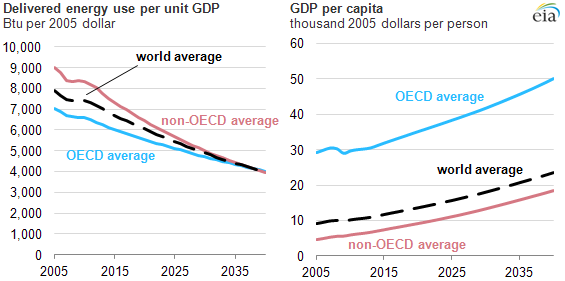 Delivered energy use per unit GDP
Btu per 2005 dollar
10,000
9,000
8,000
7,000
6,000
5,000
4,000
3,000
2,000
1,000
0
2005
2015
2025
2035
world average
non-OECD average
OECD average
GDP per capita
thousand 2005 dollars per person
eia
60
50
40
30
20
10
0
2005
2015
2025
2035
OECD average
world average
non-OECD average